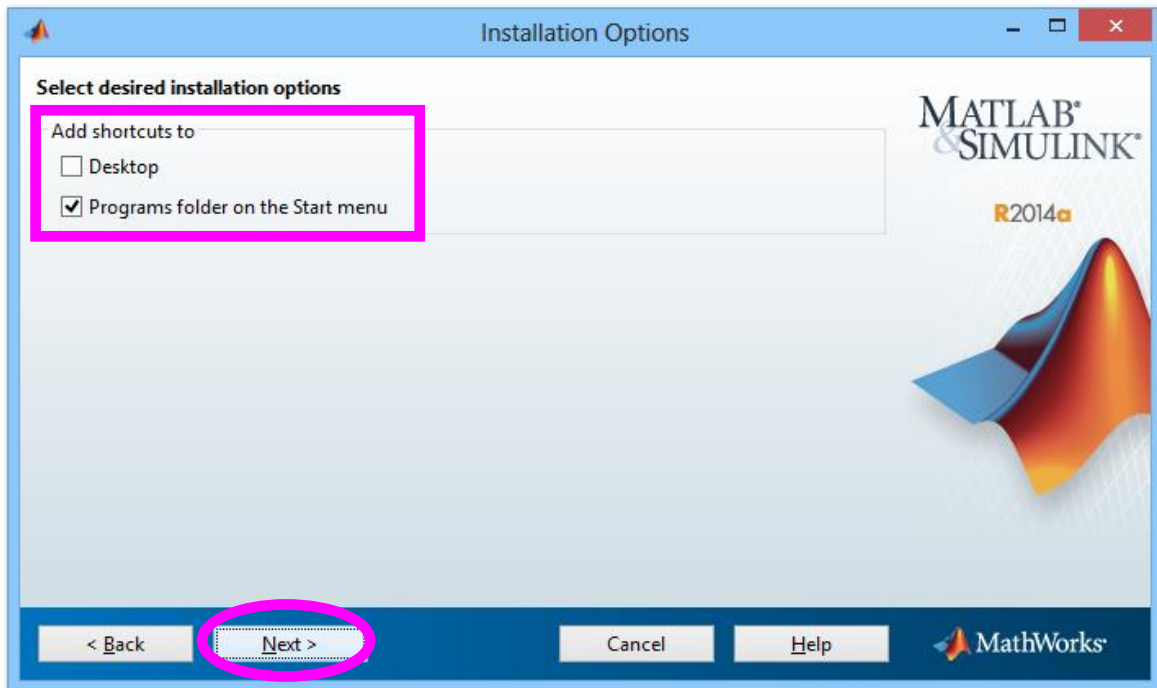 Installation Options
Select desired installation options
Add shortcuts to
Desktop
Programs folder on the Start menu
MATLAB®
&SIMULINK®
R2014a
< Back
Next >
Cancel
Help
MathWorks®